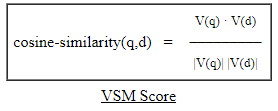 V(q) · V(d)
cosine-similarity(q,d) = ─────────
|V(q)| |V(d)|
VSM Score